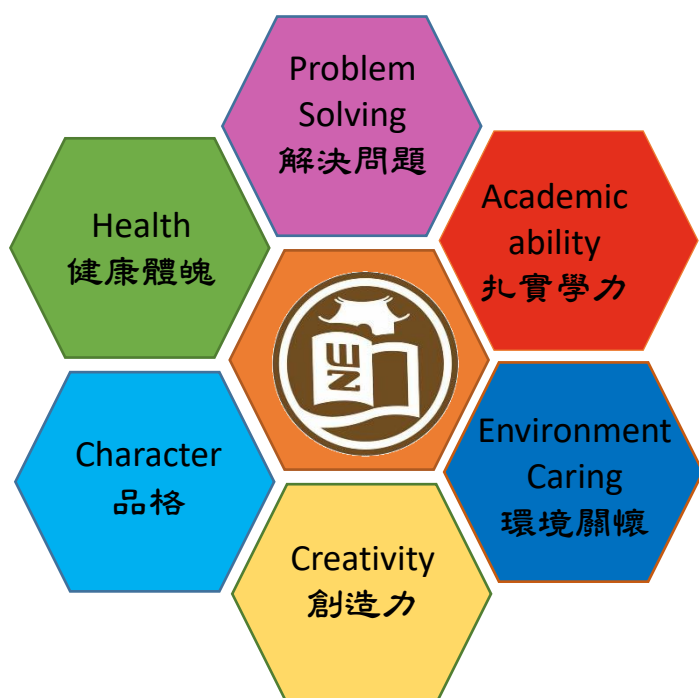 Problem
Solving
解決問題
Academic
ability
扎實學力
Health
健康體魄
NE
Environment
Caring
環境關懷
Character
品格
Creativity
創造力